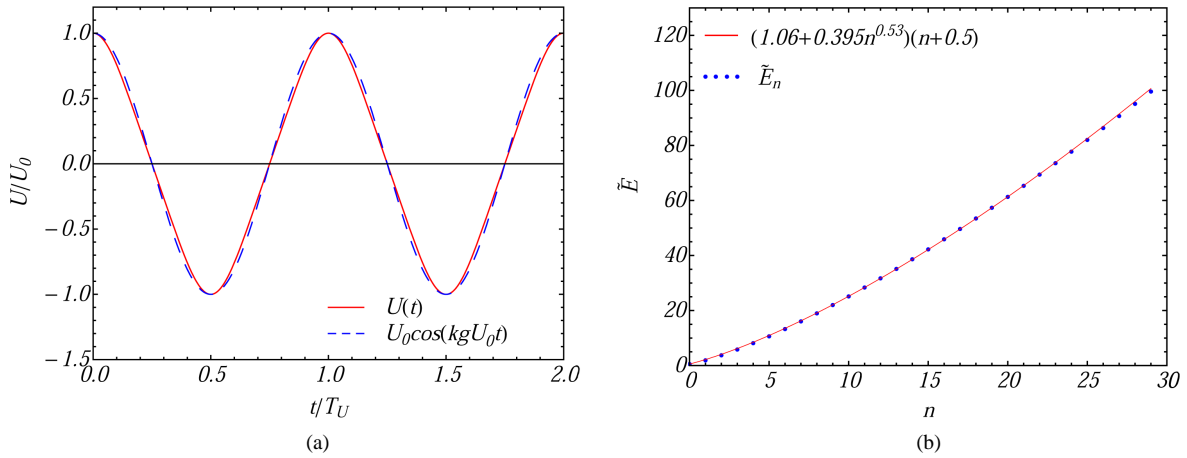 1.0
0.5
0.0
−0.5
−1.0
−1.5
U/U0
U(t)
U0cos(kgU0t)
0.0 0.5 1.0 1.5 2.0
t/TU
(a)
120
100
80
60
40
20
0
Ẽ
(1.06+0.395n^0.53)(n+0.5)
Ẽn
0 5 10 15 20 25 30
n
(b)